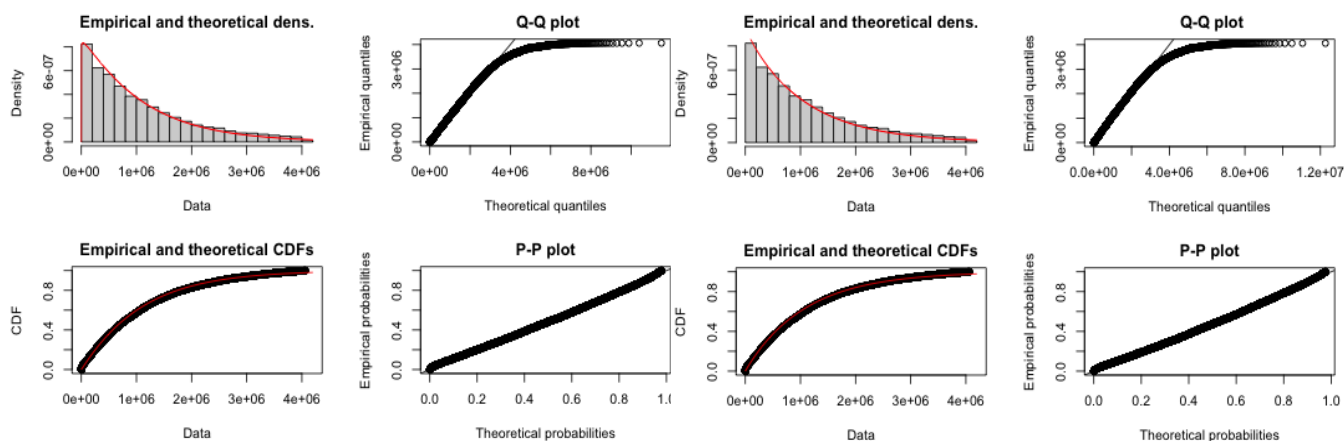 Empirical and theoretical dens.
Density
0e+00 6e-07
0e+00 1e+06 2e+06 3e+06 4e+06
Data
Q-Q plot
Empirical quantiles
0e+00 3e+06
0e+00 4e+06 8e+06
Theoretical quantiles
Empirical and theoretical dens.
Density
0e+00 6e-07
0e+00 1e+06 2e+06 3e+06 4e+06
Data
Q-Q plot
Empirical quantiles
0e+00 3e+06
0.0e+00 4.0e+06 8.0e+06 1.2e+07
Theoretical quantiles
Empirical and theoretical CDFs
CDF
0.0 0.4 0.8
0e+00 1e+06 2e+06 3e+06 4e+06
Data
P-P plot
Empirical probabilities
0.0 0.4 0.8
0.0 0.2 0.4 0.6 0.8 1.0
Theoretical probabilities
Empirical and theoretical CDFs
CDF
0.0 0.4 0.8
0e+00 1e+06 2e+06 3e+06 4e+06
Data
P-P plot
Empirical probabilities
0.0 0.4 0.8
0.0 0.2 0.4 0.6 0.8 1.0
Theoretical probabilities